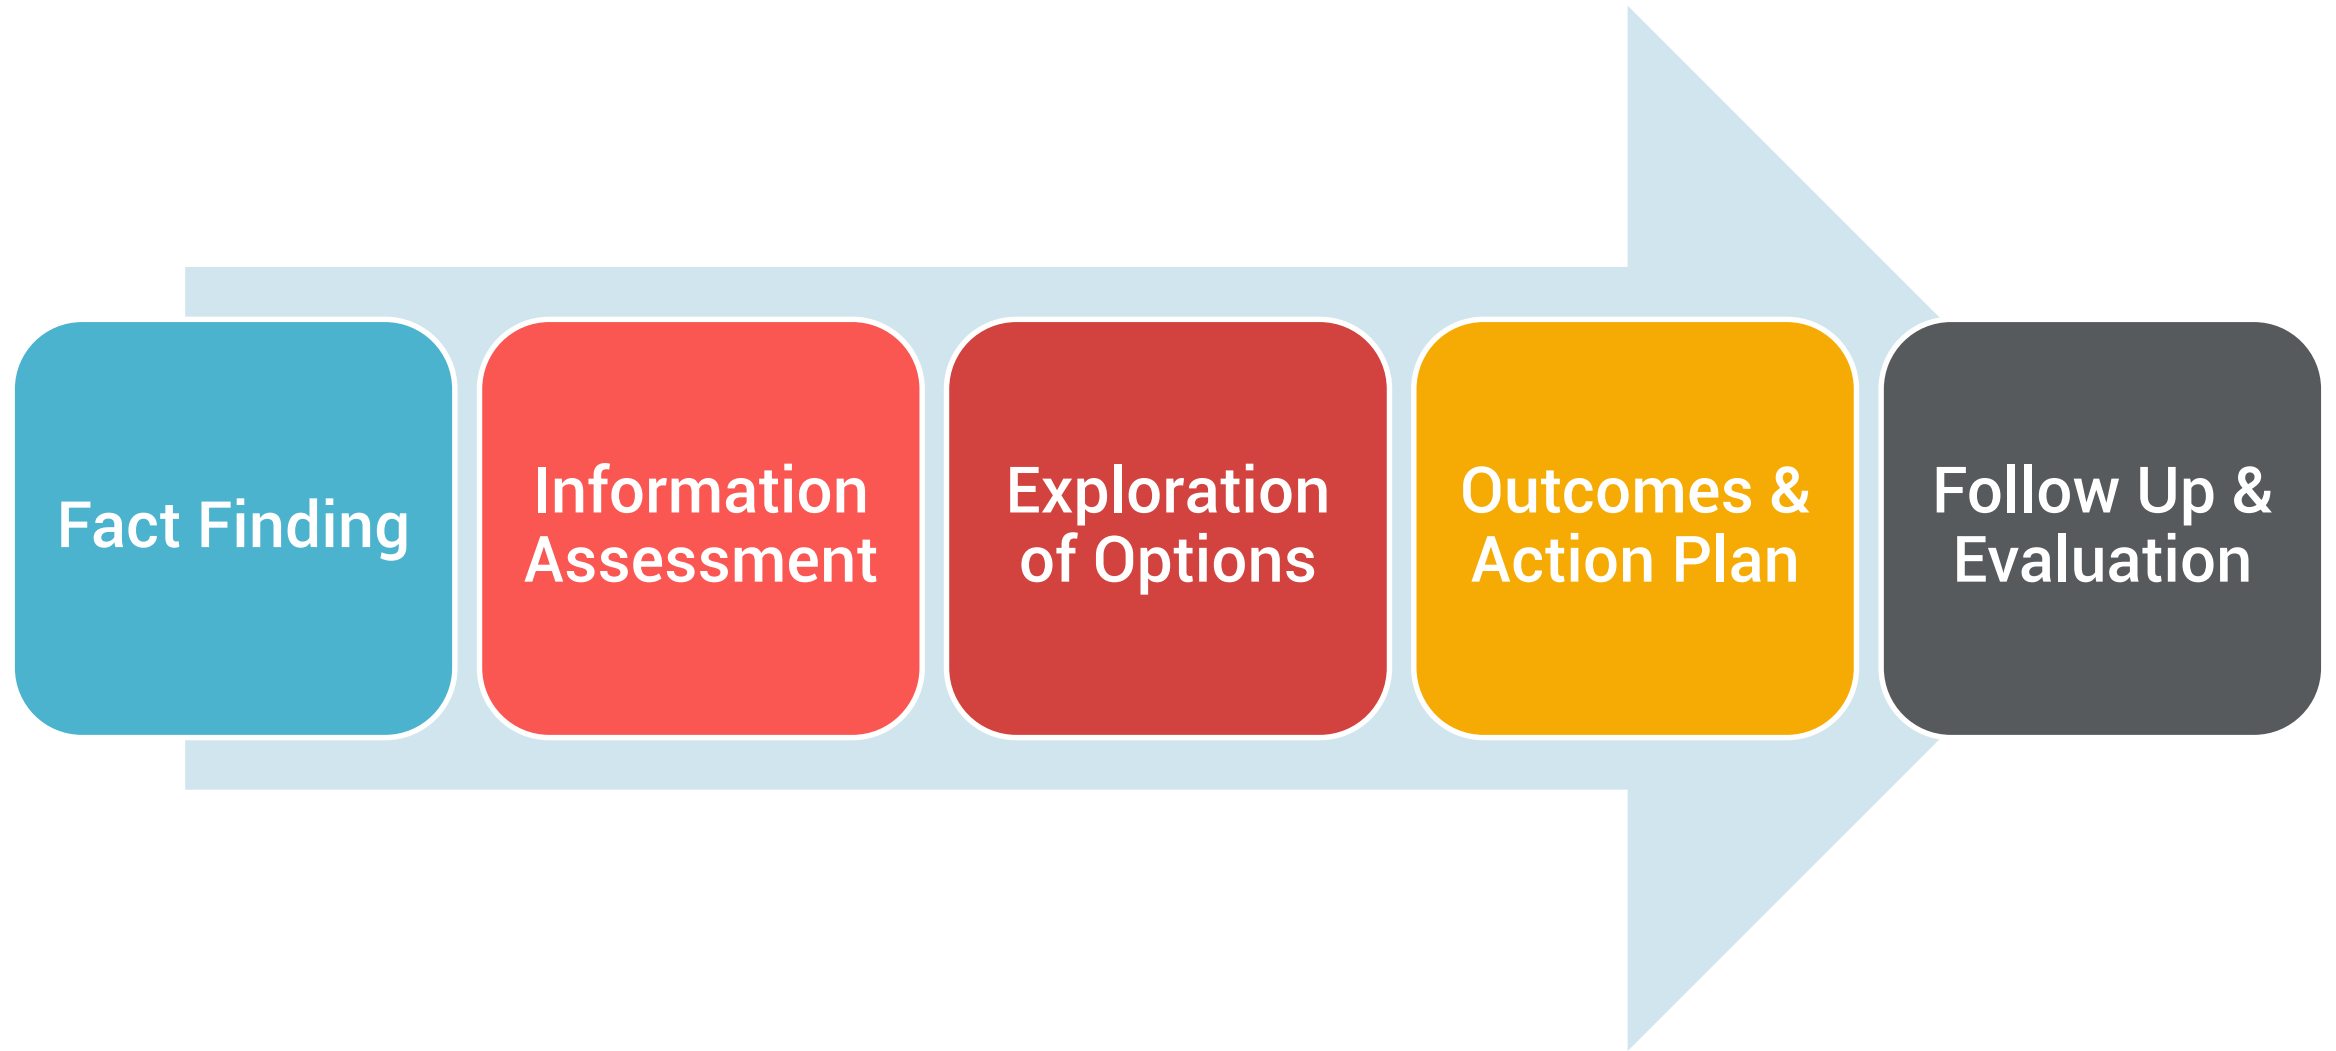 Fact Finding
Information
Assessment
Exploration
of Options
Outcomes &
Action Plan
Follow Up &
Evaluation